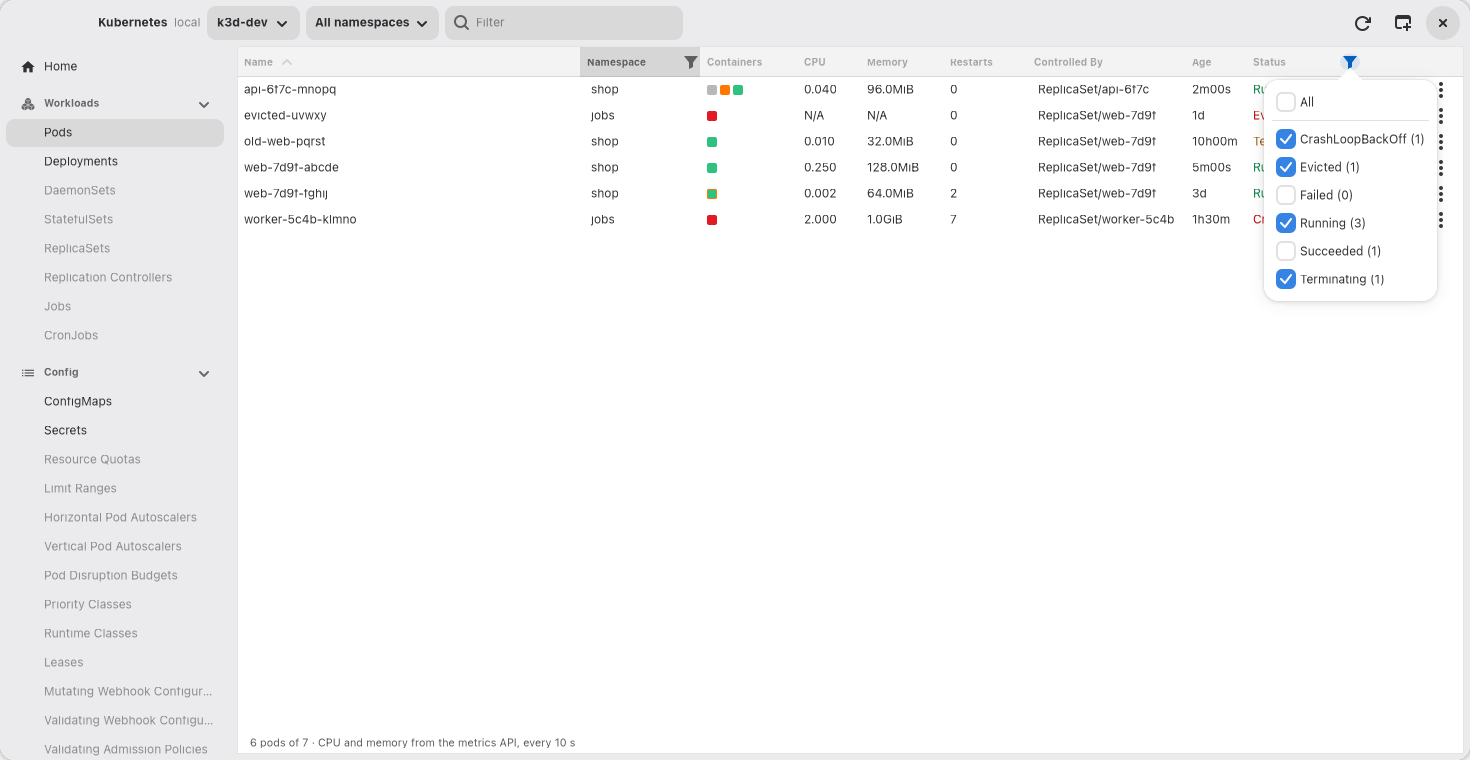 Kubernetes local k3d-dev All namespaces Filter
Home
Workloads
Pods
Deployments
DaemonSets
StatefulSets
ReplicaSets
Replication Controllers
Jobs
CronJobs
Config
ConfigMaps
Secrets
Resource Quotas
Limit Ranges
Horizontal Pod Autoscalers
Vertical Pod Autoscalers
Pod Disruption Budgets
Priority Classes
Runtime Classes
Leases
Mutating Webhook Configur...
Validating Webhook Configu...
Validating Admission Policies
Name Namespace Containers CPU Memory Restarts Controlled By Age Status
api-6f7c-mnopq shop 0.040 96.0MiB 0 ReplicaSet/api-6f7c 2m00s Ru
evicted-uvwxy jobs N/A N/A 0 ReplicaSet/web-7d9f 1d Ev
old-web-pqrst shop 0.010 32.0MiB 0 ReplicaSet/web-7d9f 10h00m Te
web-7d9f-abcde shop 0.250 128.0MiB 0 ReplicaSet/web-7d9f 5m00s Ru
web-7d9f-fghij shop 0.002 64.0MiB 2 ReplicaSet/web-7d9f 3d Ru
worker-5c4b-klmno jobs 2.000 1.0GiB 7 ReplicaSet/worker-5c4b 1h30m Cr
All
CrashLoopBackOff (1)
Evicted (1)
Failed (0)
Running (3)
Succeeded (1)
Terminating (1)
6 pods of 7 · CPU and memory from the metrics API, every 10 s